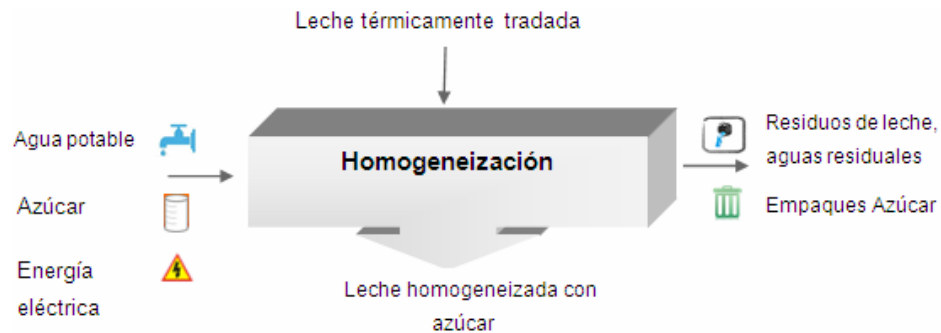 Leche térmicamente tradada
Agua potable
Azúcar
Energía
eléctrica
Homogeneización
Residuos de leche,
aguas residuales
Empaques Azúcar
Leche homogeneizada con
azúcar